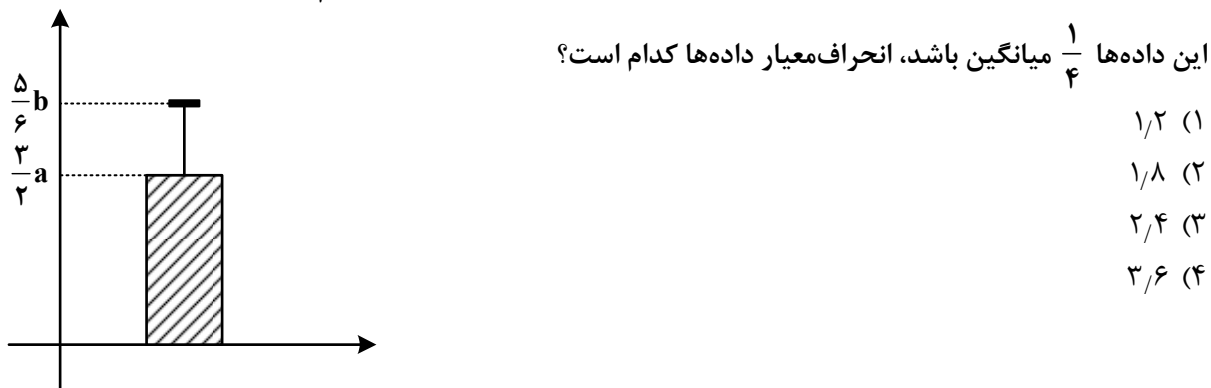 این داده‌ها ۱/۴ میانگین باشد، انحراف‌معیار داده‌ها کدام است؟
۱) ۱/۲
۲) ۱/۸
۳) ۲/۴
۴) ۳/۶
۵/۶ b
۳/۲ a